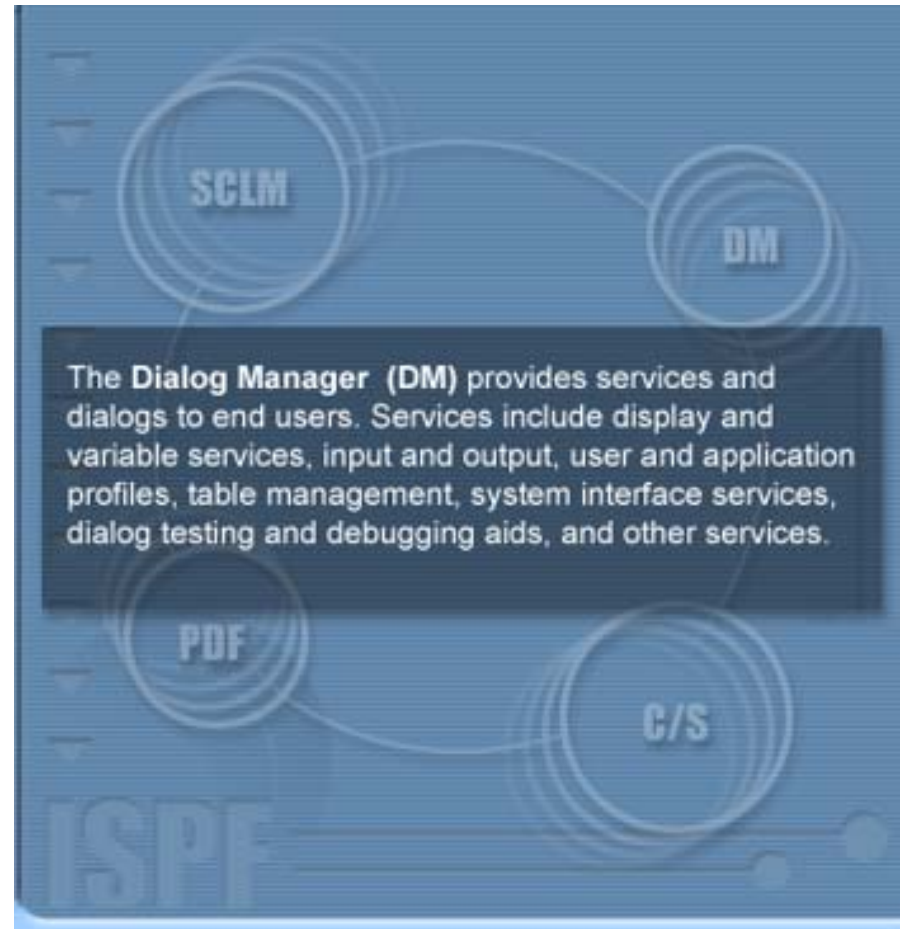 SCLM
DM
The Dialog Manager (DM) provides services and
dialogs to end users. Services include display and
variable services, input and output, user and application
profiles, table management, system interface services,
dialog testing and debugging aids, and other services.
PDF
C/S
ISPF